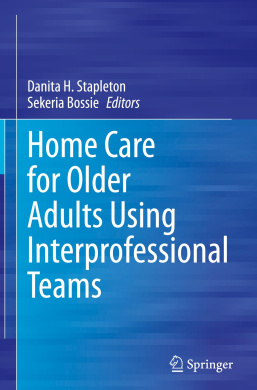 Danita H. Stapleton
Sekeria Bossie Editors
Home Care
for Older
Adults Using
Interprofessional
Teams
Springer